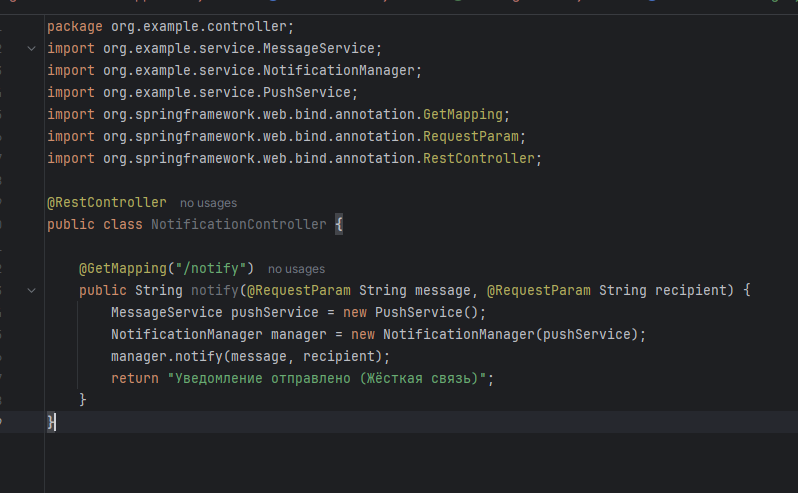 package org.example.controller;
import org.example.service.MessageService;
import org.example.service.NotificationManager;
import org.example.service.PushService;
import org.springframework.web.bind.annotation.GetMapping;
import org.springframework.web.bind.annotation.RequestParam;
import org.springframework.web.bind.annotation.RestController;
@RestController no usages
public class NotificationController {
@GetMapping("/notify") no usages
public String notify(@RequestParam String message, @RequestParam String recipient) {
MessageService pushService = new PushService();
NotificationManager manager = new NotificationManager(pushService);
manager.notify(message, recipient);
return "Уведомление отправлено (Жёсткая связь)";
}
}